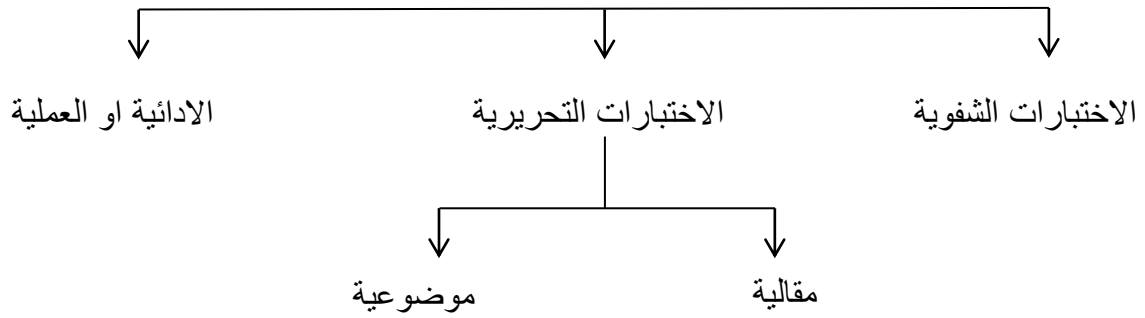 الاختبارات الشفوية
الاختبارات التحريرية
الادائية او العملية
مقالية
موضوعية